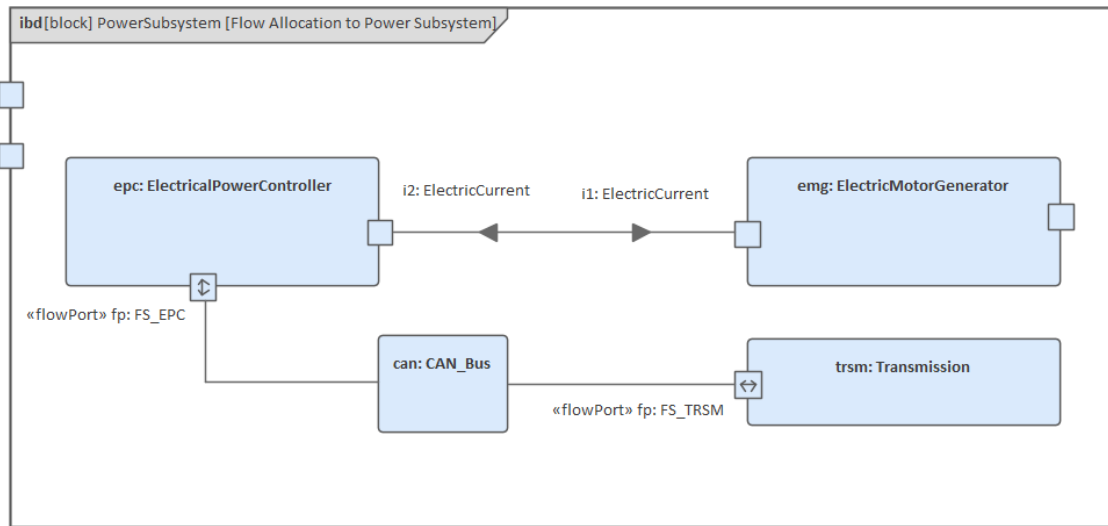 ibd[block] PowerSubsystem [Flow Allocation to Power Subsystem]
epc: ElectricalPowerController
i2: ElectricCurrent
i1: ElectricCurrent
emg: ElectricMotorGenerator
«flowPort» fp: FS_EPC
can: CAN_Bus
trsm: Transmission
«flowPort» fp: FS_TRSM